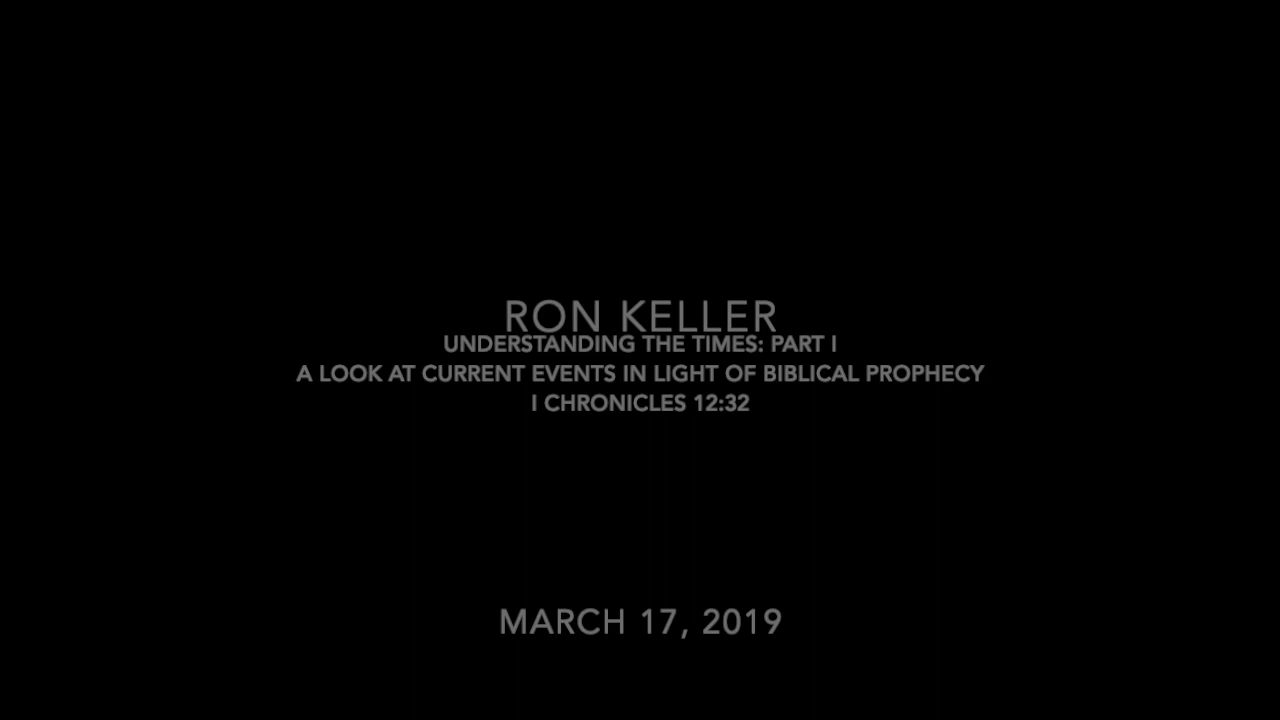 RON KELLER
UNDERSTANDING THE TIMES: PART I
A LOOK AT CURRENT EVENTS IN LIGHT OF BIBLICAL PROPHECY
I CHRONICLES 12:32
MARCH 17, 2019